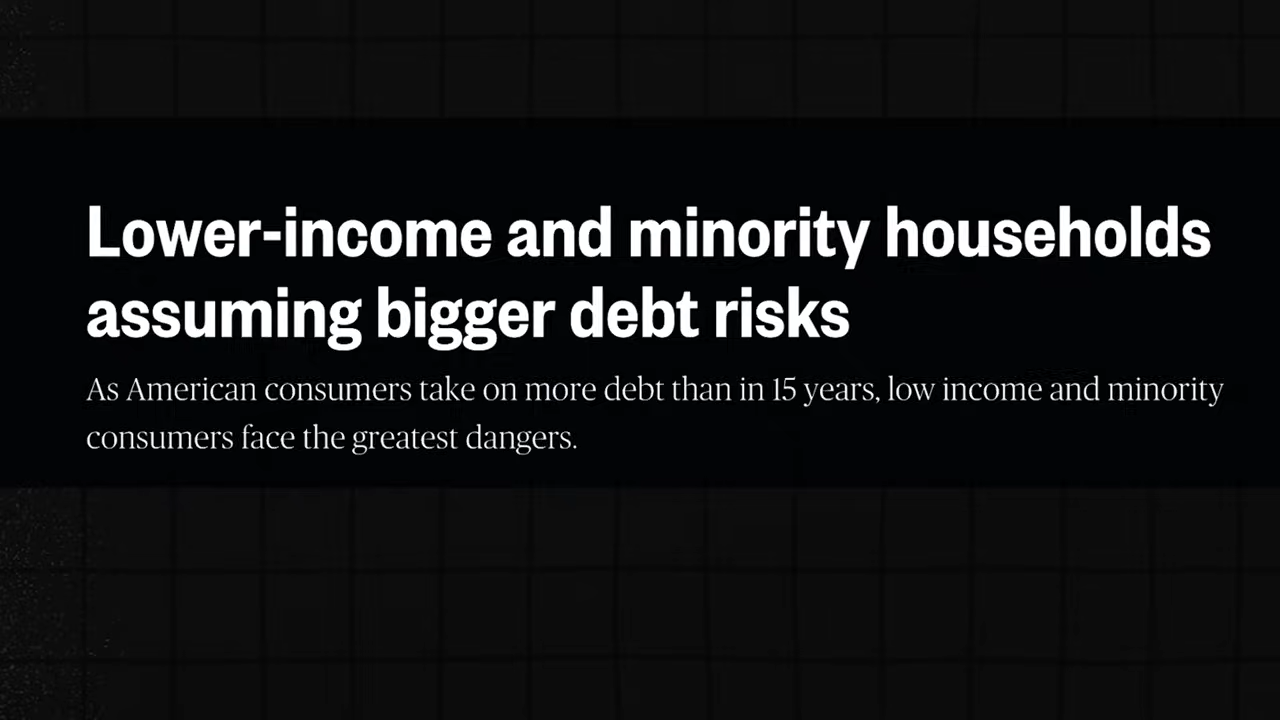 Lower-income and minority households
assuming bigger debt risks
As American consumers take on more debt than in 15 years, low income and minority
consumers face the greatest dangers.